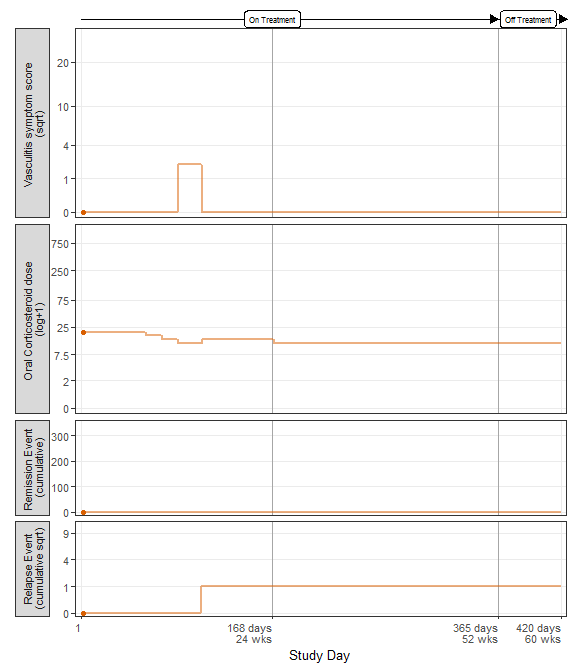 On Treatment
Off Treatment
Vasculitis symptom score
(sqrt)
20
10
4
1
0
Oral Corticosteroid dose
(log+1)
750
250
75
25
7.5
2
0
Remission Event
(cumulative)
300
200
100
0
Relapse Event
(cumulative sqrt)
9
4
1
0
1
168 days
24 wks
365 days
52 wks
420 days
60 wks
Study Day